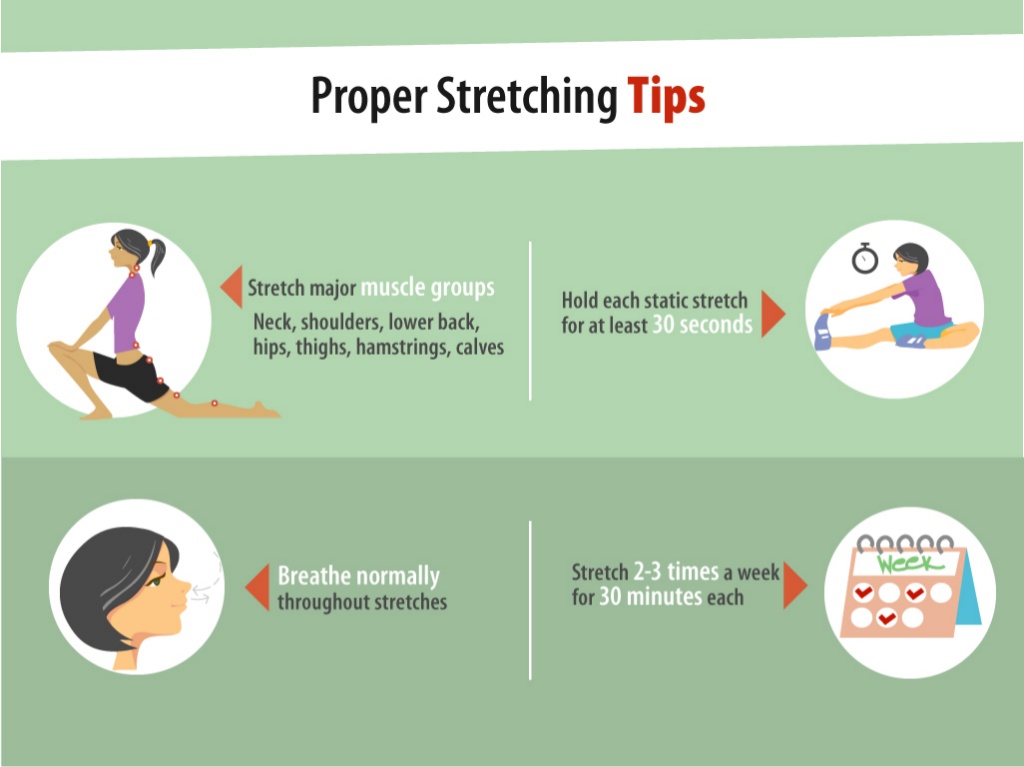 Proper Stretching Tips
Stretch major muscle groups
Neck, shoulders, lower back,
hips, thighs, hamstrings, calves
Hold each static stretch
for at least 30 seconds
Breathe normally
throughout stretches
Stretch 2-3 times a week
for 30 minutes each
Week